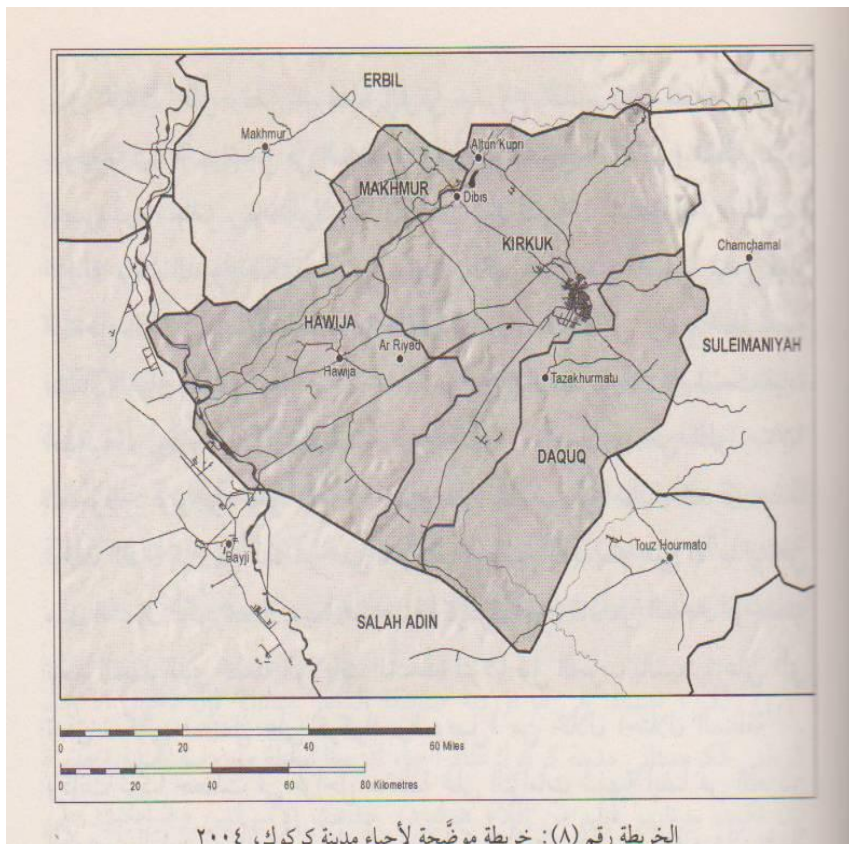 ERBIL
Makhmur
Altun Kupri
MAKHMUR
Dibis
KIRKUK
Chamchamal
HAWIJA
Ar Riyad
SULEIMANIYAH
Hawija
Tazakhurmatu
DAQUQ
Touz Hourmato
Bayji
SALAH ADIN
0 20 40 60 Miles
0 20 40 60 80 Kilometres
الخريطة رقم (٨): خريطة موضَّحة لأحياء مدينة كركوك، ٢٠٠٤